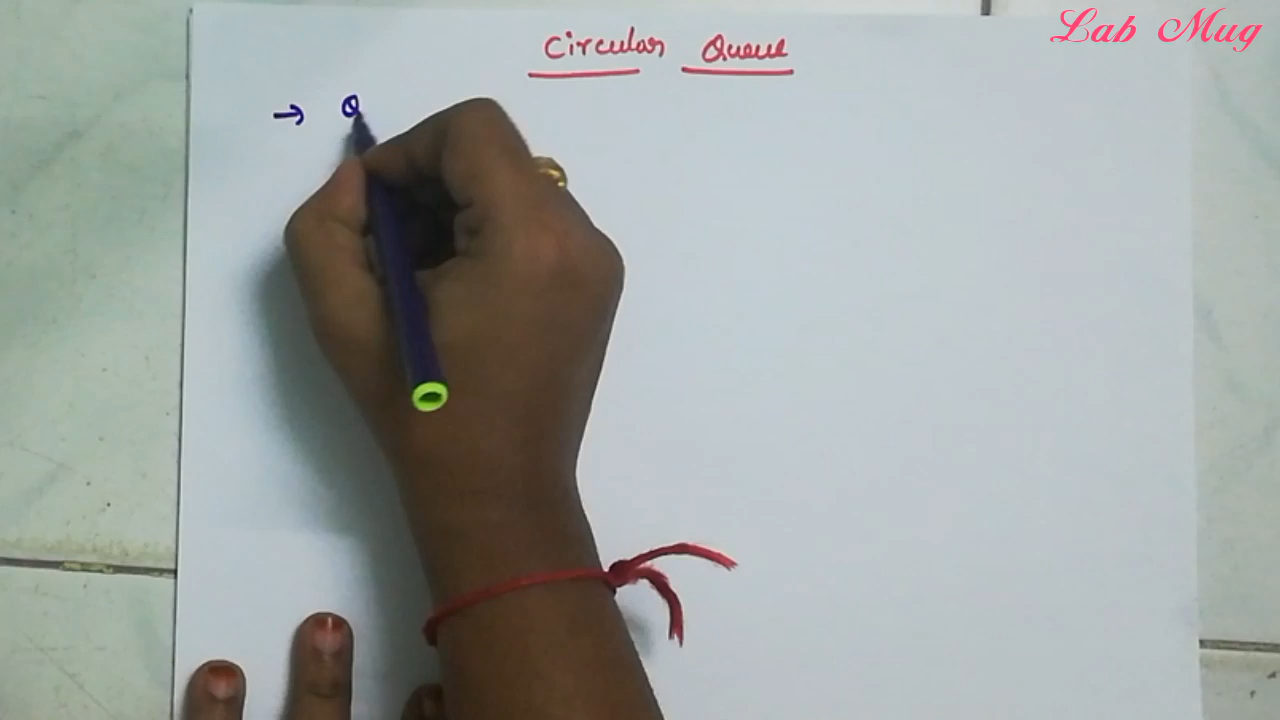 Lab Mug
Circular Queue
→ Q